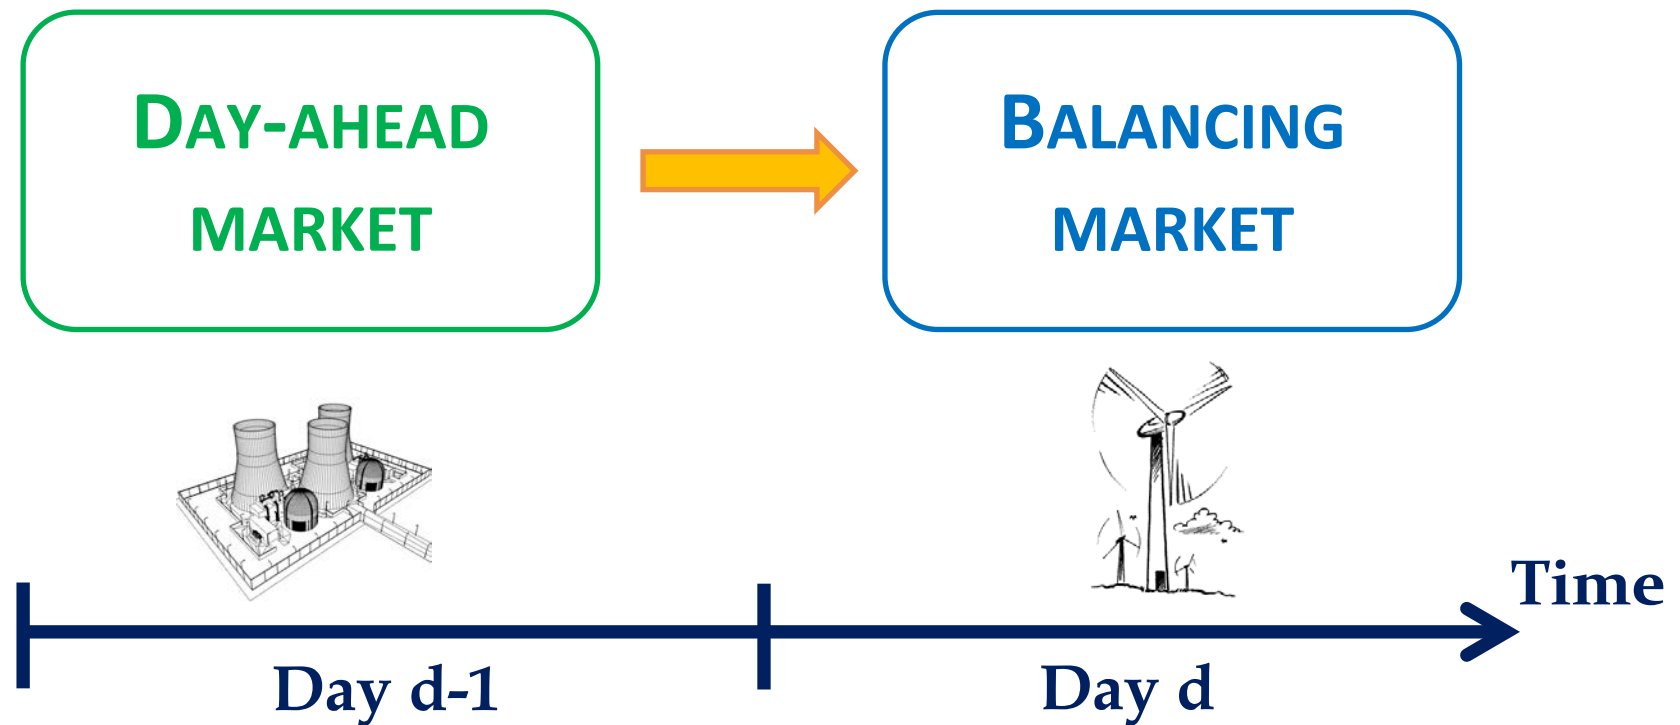 DAY-AHEAD
MARKET
BALANCING
MARKET
Time
Day d-1
Day d